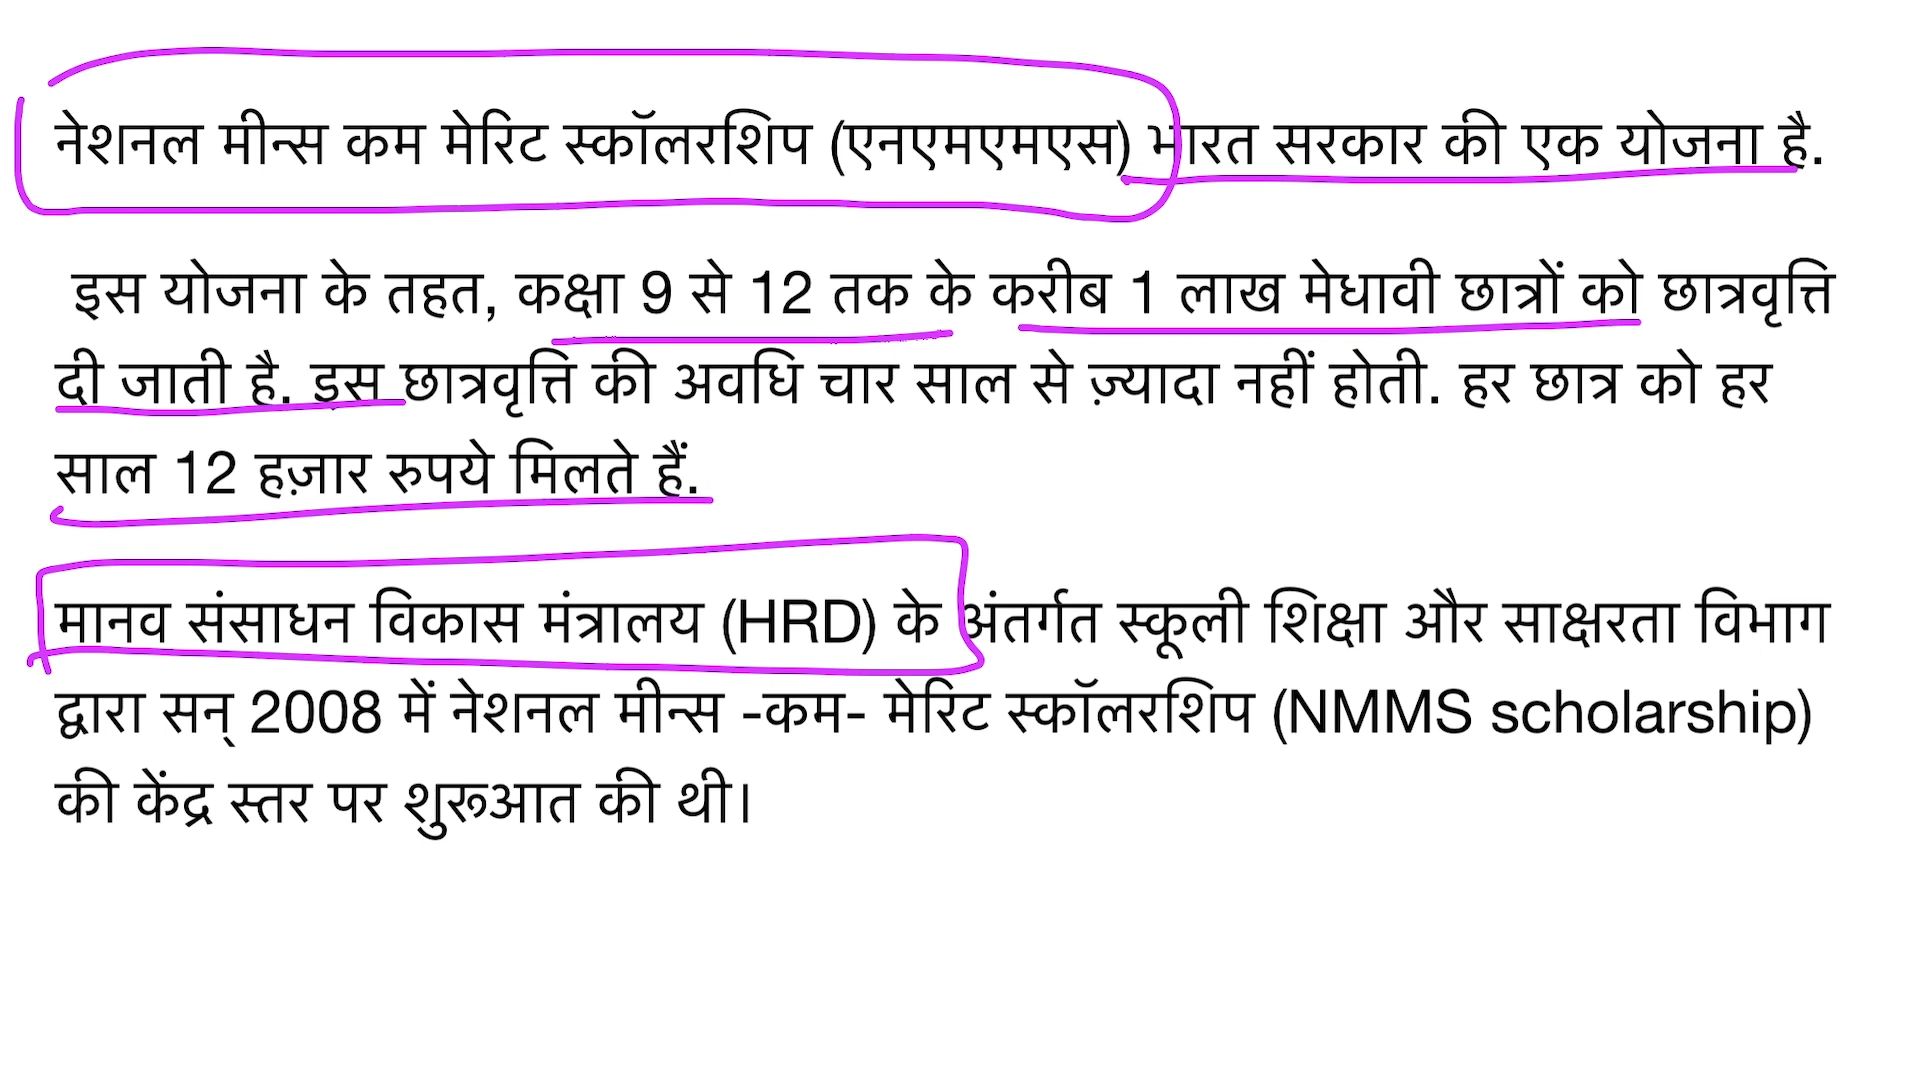 नेशनल मीन्स कम मेरिट स्कॉलरशिप (एनएमएमएस) भारत सरकार की एक योजना है.
इस योजना के तहत, कक्षा 9 से 12 तक के करीब 1 लाख मेधावी छात्रों को छात्रवृत्ति
दी जाती है. इस छात्रवृत्ति की अवधि चार साल से ज़्यादा नहीं होती. हर छात्र को हर
साल 12 हज़ार रुपये मिलते हैं.
मानव संसाधन विकास मंत्रालय (HRD) के अंतर्गत स्कूली शिक्षा और साक्षरता विभाग
द्वारा सन् 2008 में नेशनल मीन्स -कम- मेरिट स्कॉलरशिप (NMMS scholarship)
की केंद्र स्तर पर शुरूआत की थी।